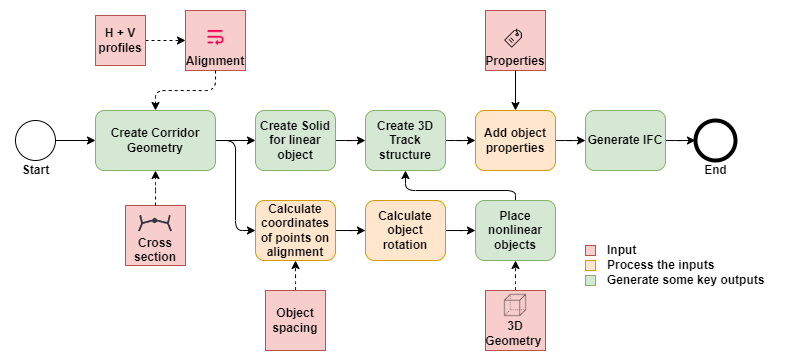 H + V
profiles
Alignment
Properties
Start
Create Corridor
Geometry
Create Solid
for linear
object
Create 3D
Track
structure
Add object
properties
Generate IFC
End
Cross
section
Calculate
coordinates
of points on
alignment
Calculate
object
rotation
Place
nonlinear
objects
Object
spacing
3D
Geometry
Input
Process the inputs
Generate some key outputs